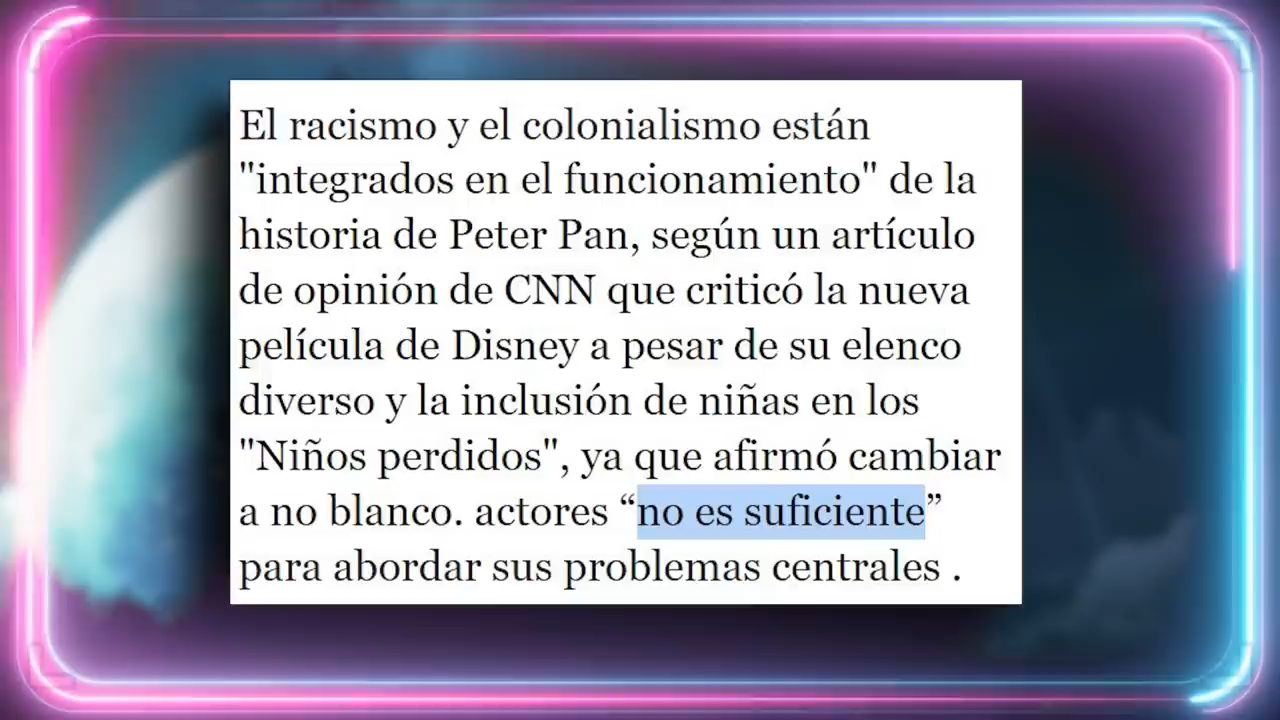 El racismo y el colonialismo están
"integrados en el funcionamiento" de la
historia de Peter Pan, según un artículo
de opinión de CNN que criticó la nueva
película de Disney a pesar de su elenco
diverso y la inclusión de niñas en los
"Niños perdidos", ya que afirmó cambiar
a no blanco. actores “no es suficiente”
para abordar sus problemas centrales .